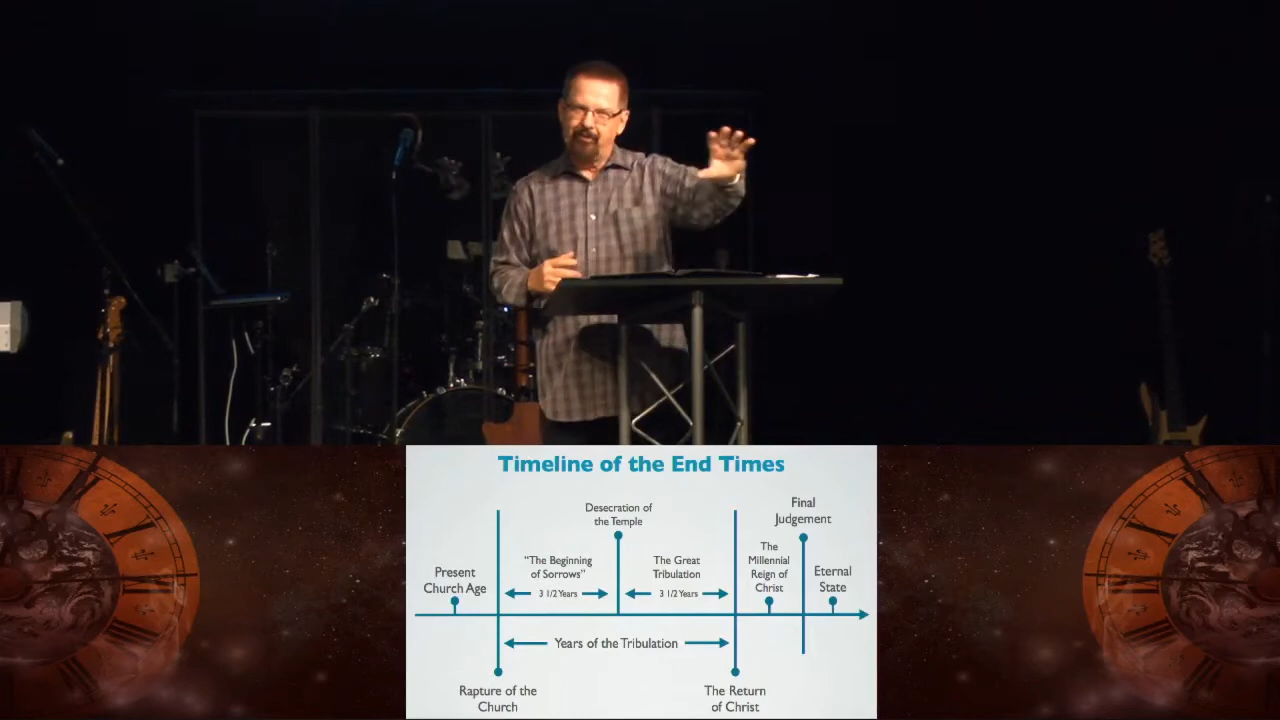 Timeline of the End Times
Desecration of
the Temple
Final
Judgement
"The Beginning
of Sorrows"
3 1/2 Years
The Great
Tribulation
3 1/2 Years
The
Millennial
Reign of
Christ
Present
Church Age
Eternal
State
Years of the Tribulation
Rapture of the
Church
The Return
of Christ